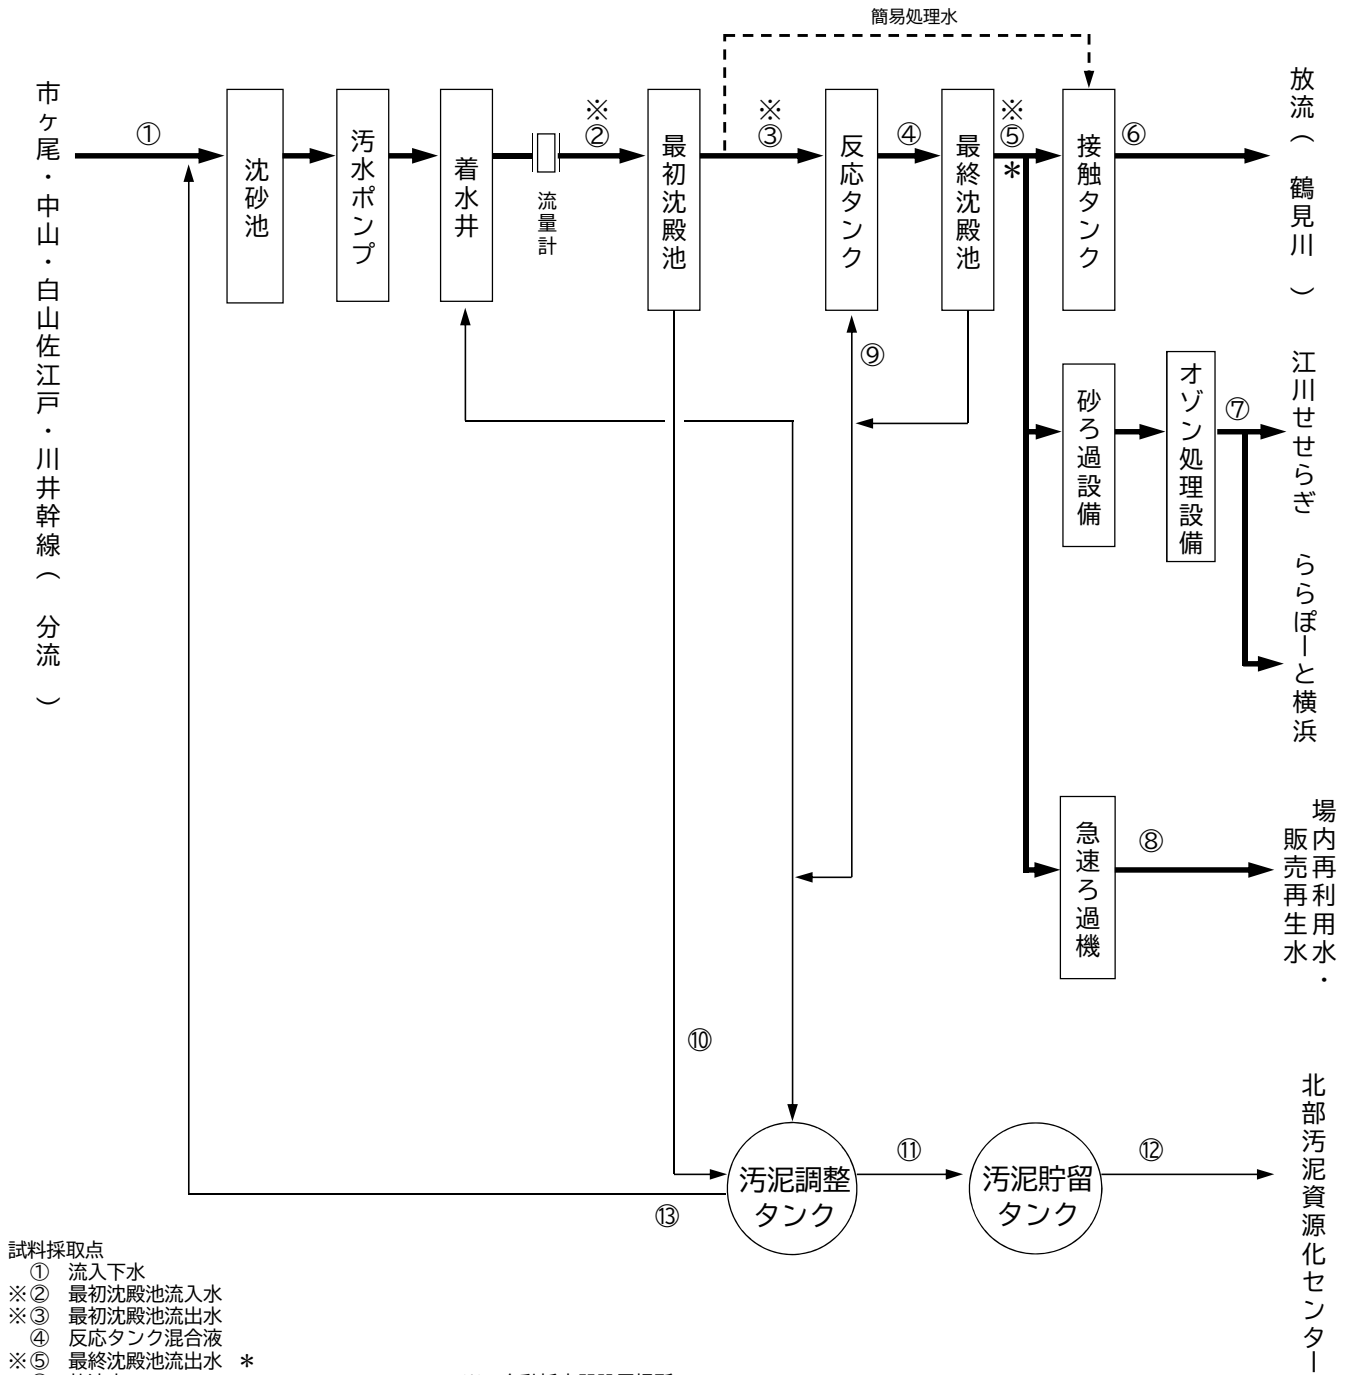 簡易処理水
市ヶ尾・中山・白山佐江戸・川井幹線(分流)
①
沈砂池
汚水ポンプ
着水井
流量計
※
②
最初沈殿池
※
③
反応タンク
④
最終沈殿池
※
⑤
*
接触タンク
⑥
放流(鶴見川)
⑨
砂ろ過設備
オゾン処理設備
⑦
江川せせらぎ ららぽーと横浜
急速ろ過機
⑧
場内再利用水・
販売再生水
⑩
汚泥調整
タンク
⑪
汚泥貯留
タンク
⑫
北部汚泥資源化センター
⑬
試料採取点
① 流入下水
※② 最初沈殿池流入水
※③ 最初沈殿池流出水
④ 反応タンク混合液
※⑤ 最終沈殿池流出水 *